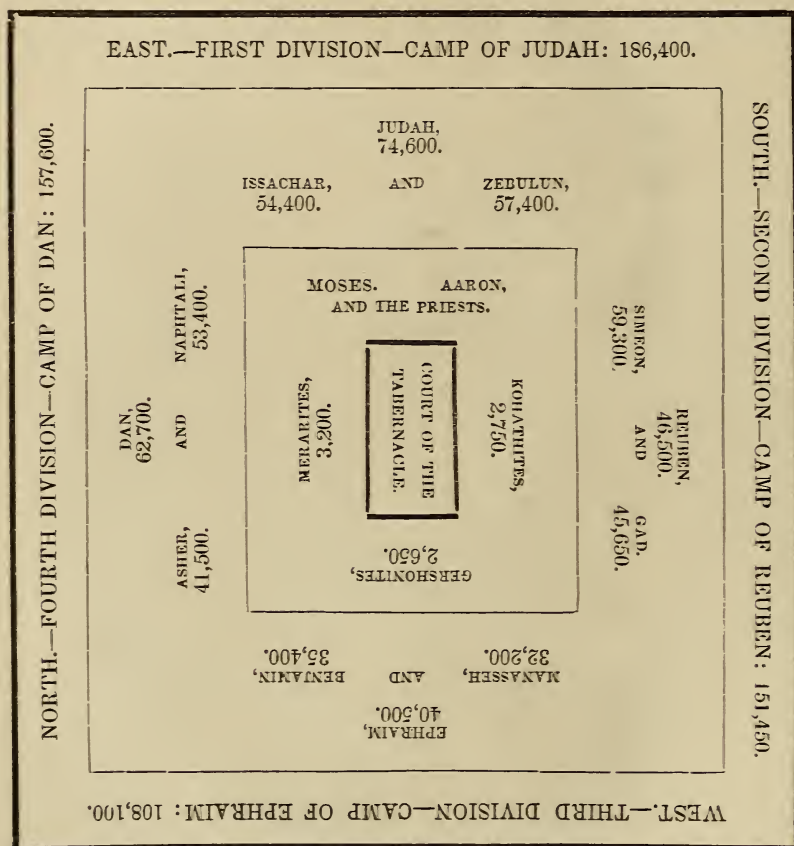 EAST.—FIRST DIVISION—CAMP OF JUDAH: 186,400.
JUDAH,
74,600.
ISSACHAR, AND ZEBULUN,
54,400. 57,400.
SOUTH.—SECOND DIVISION—CAMP OF REUBEN: 151,450.
SIMEON,
59,300.
REUBEN,
46,500.
AND
GAD.
45,650.
WEST.—THIRD DIVISION—CAMP OF EPHRAIM: 108,100.
EPHRAIM,
40,500.
MANASSEH, AND BENJAMIN,
32,200. 35,400.
NORTH.—FOURTH DIVISION—CAMP OF DAN: 157,600.
DAN,
62,700.
ASHER, AND NAPHTALI,
41,500. 53,400.
MOSES. AARON,
AND THE PRIESTS.
KOHATHITES,
2,750.
GERSHONITES,
2,650.
MERARITES,
3,200.
COURT OF THE
TABERNACLE.